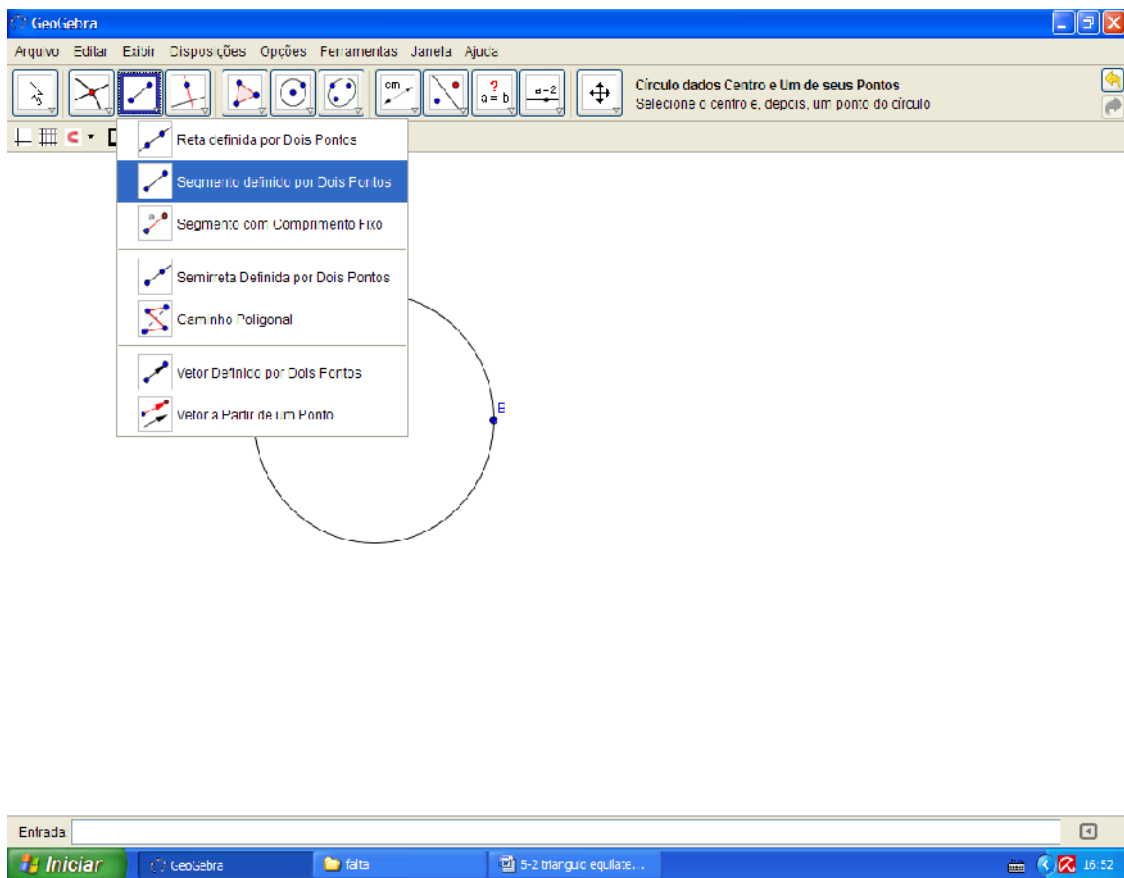 GeoGebra
Arquivo Editar Exibir Disposições Opções Ferramentas Janela Ajuda
cm
?
a = b
a=2
Círculo dados Centro e Um de seus Pontos
Selecione o centro e, depois, um ponto do círculo
Reta definida por Dois Pontos
Segmento definido por Dois Pontos
a
Segmento com Comprimento Fixo
Semirreta Definida por Dois Pontos
Caminho Poligonal
Vetor Definido por Dois Pontos
Vetor a Partir de um Ponto
B
Entrada:
Iniciar GeoGebra falta 5-2 triangulo equilate... 16:52